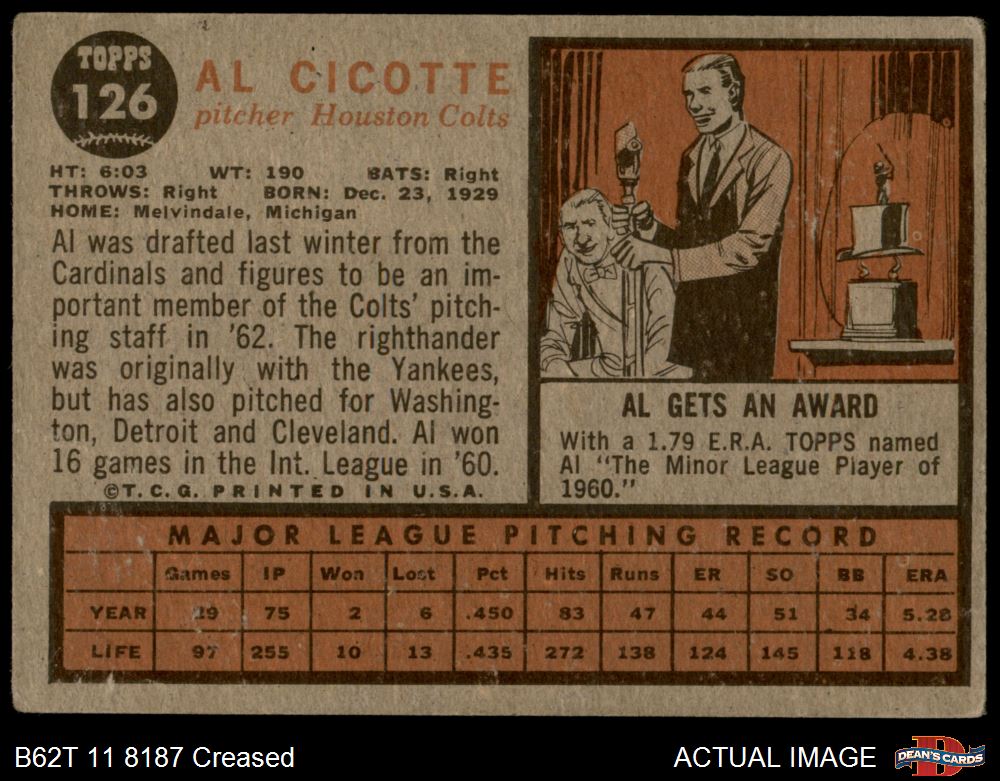 TOPPS
126
AL CICOTTE
pitcher Houston Colts
HT: 6:03 WT: 190 BATS: Right
THROWS: Right BORN: Dec. 23, 1929
HOME: Melvindale, Michigan
Al was drafted last winter from the
Cardinals and figures to be an im-
portant member of the Colts' pitch-
ing staff in '62. The righthander
was originally with the Yankees,
but has also pitched for Washing-
ton, Detroit and Cleveland. Al won
16 games in the Int. League in '60.
©T.C.G. PRINTED IN U.S.A.
AL GETS AN AWARD
With a 1.79 E.R.A. TOPPS named
Al "The Minor League Player of
1960."
MAJOR LEAGUE PITCHING RECORD
Games IP Won Lost Pct Hits Runs ER SO BB ERA
YEAR 29 75 2 6 .450 83 47 44 51 34 5.28
LIFE 97 255 10 13 .435 272 138 124 145 118 4.38
B62T 11 8187 Creased
ACTUAL IMAGE
D
DEAN'S CARDS